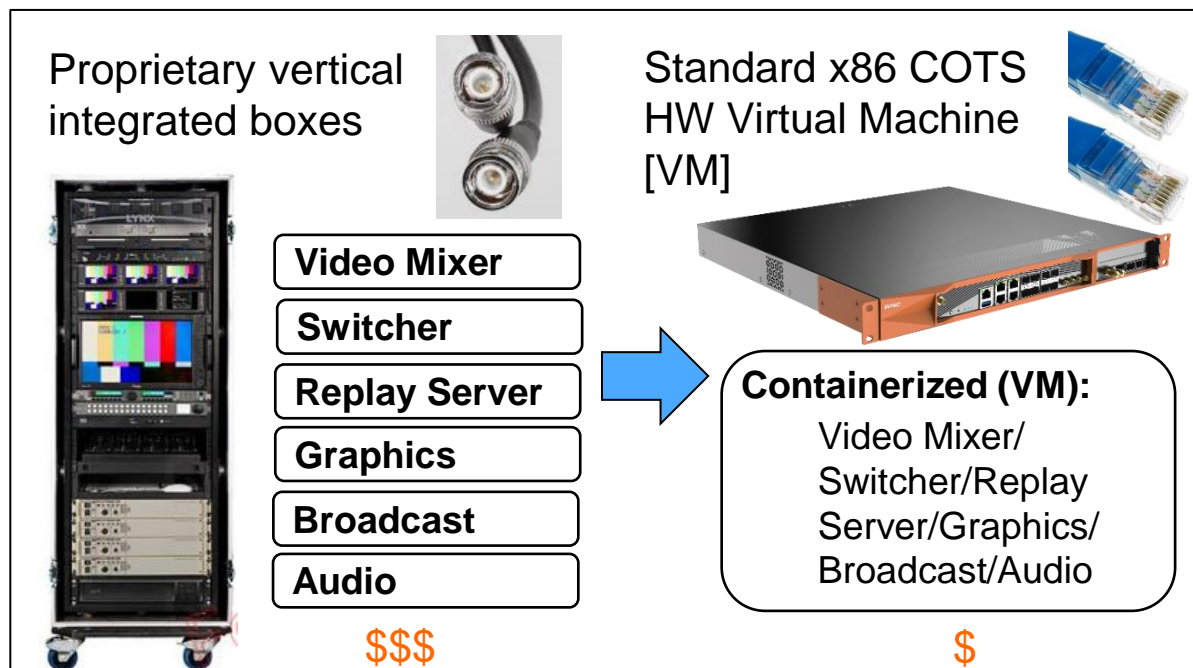 Proprietary vertical
integrated boxes
Standard x86 COTS
HW Virtual Machine
[VM]
LYNX
Video Mixer
Switcher
Replay Server
Graphics
Broadcast
Audio
$$$
Containerized (VM):
Video Mixer/
Switcher/Replay
Server/Graphics/
Broadcast/Audio
$